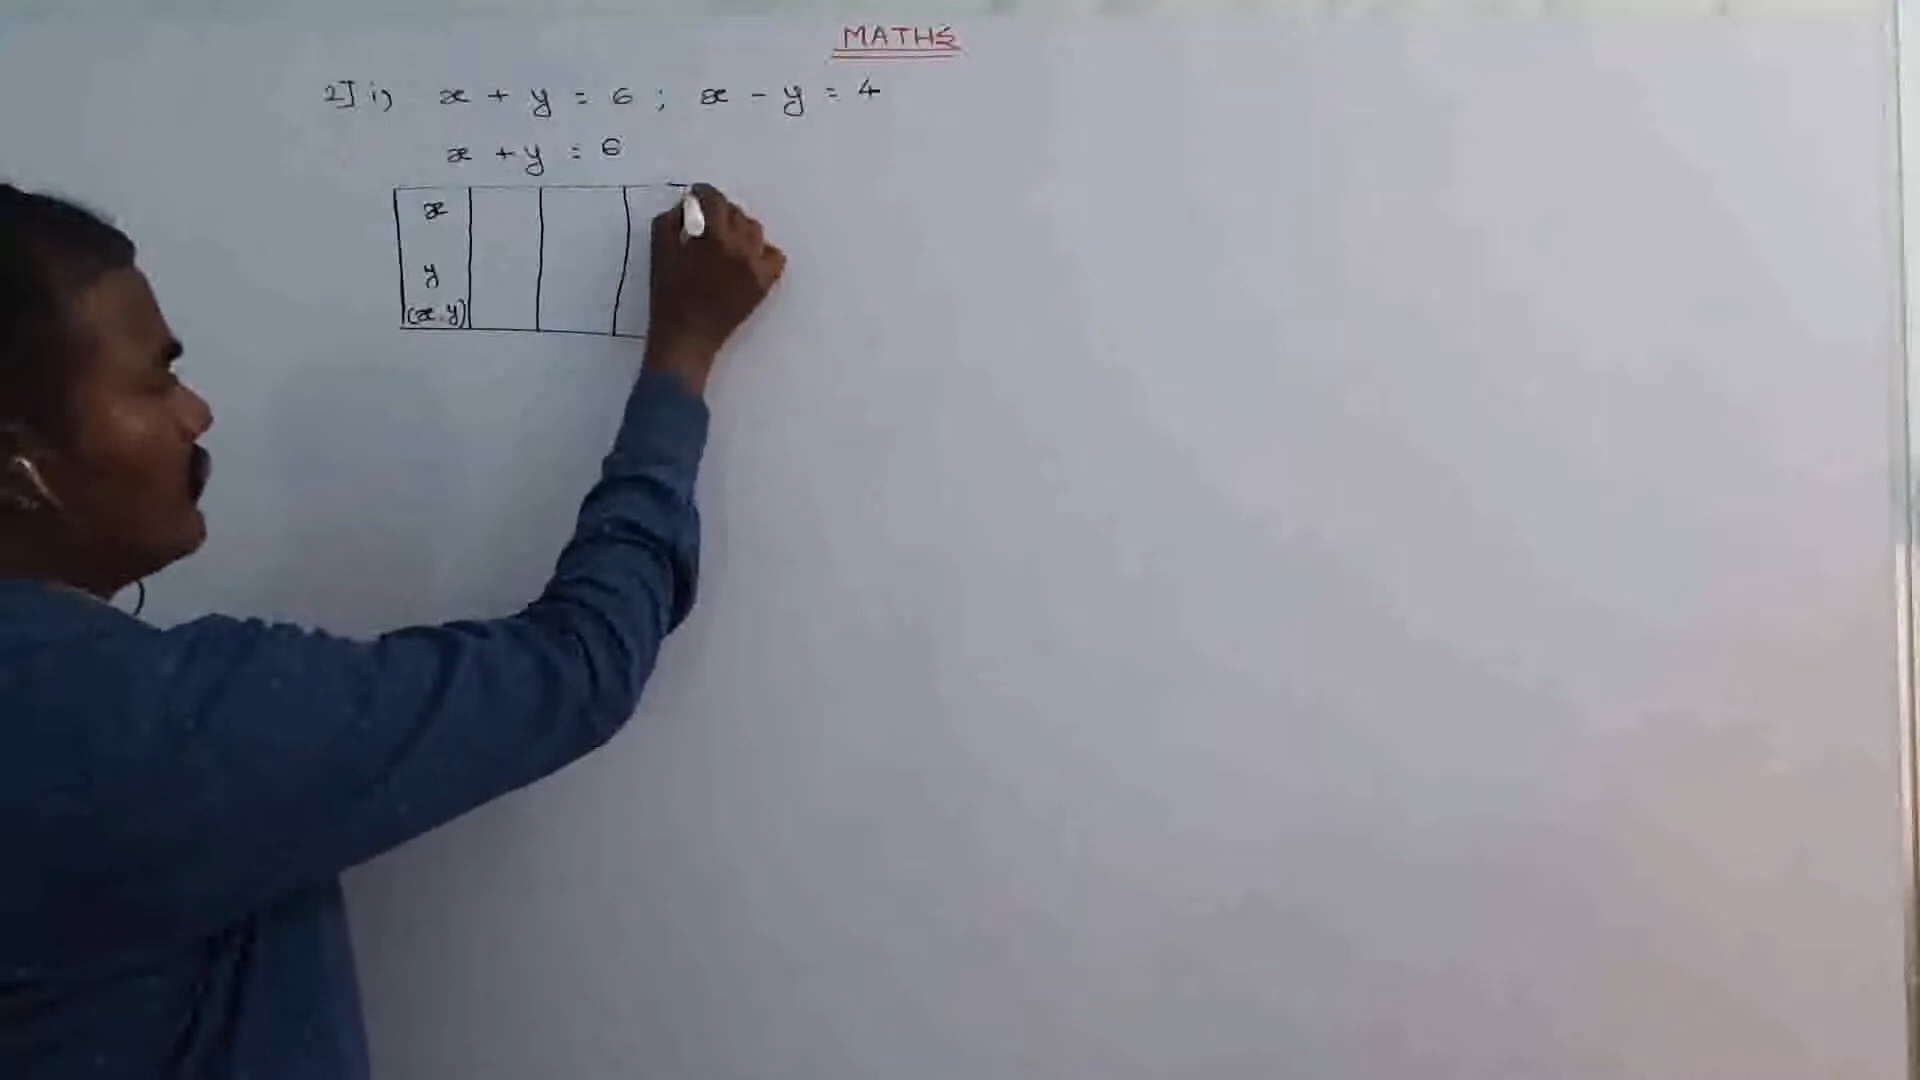 MATHS
2] i) x + y = 6 ; x - y = 4
x + y = 6
x
y
(x, y)